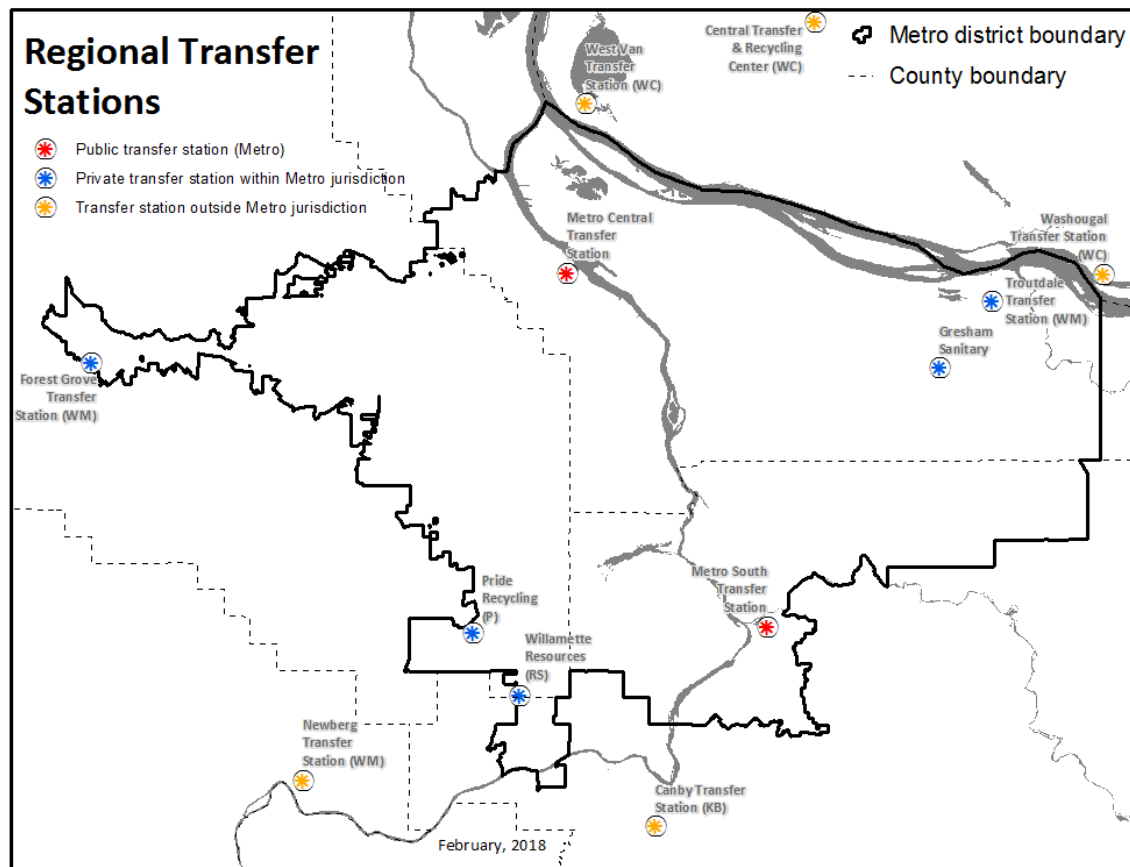 Regional Transfer
Stations
Public transfer station (Metro)
Private transfer station within Metro jurisdiction
Transfer station outside Metro jurisdiction
West Van
Transfer
Station (WC)
Central Transfer
& Recycling
Center (WC)
Metro district boundary
County boundary
Metro Central
Transfer
Station
Washougal
Transfer Station
(WC)
Troutdale
Transfer
Station (WM)
Gresham
Sanitary
Forest Grove
Transfer
Station (WM)
Pride
Recycling
(P)
Willamette
Resources
(RS)
Metro South
Transfer
Station
Newberg
Transfer
Station (WM)
Canby Transfer
Station (KB)
February, 2018